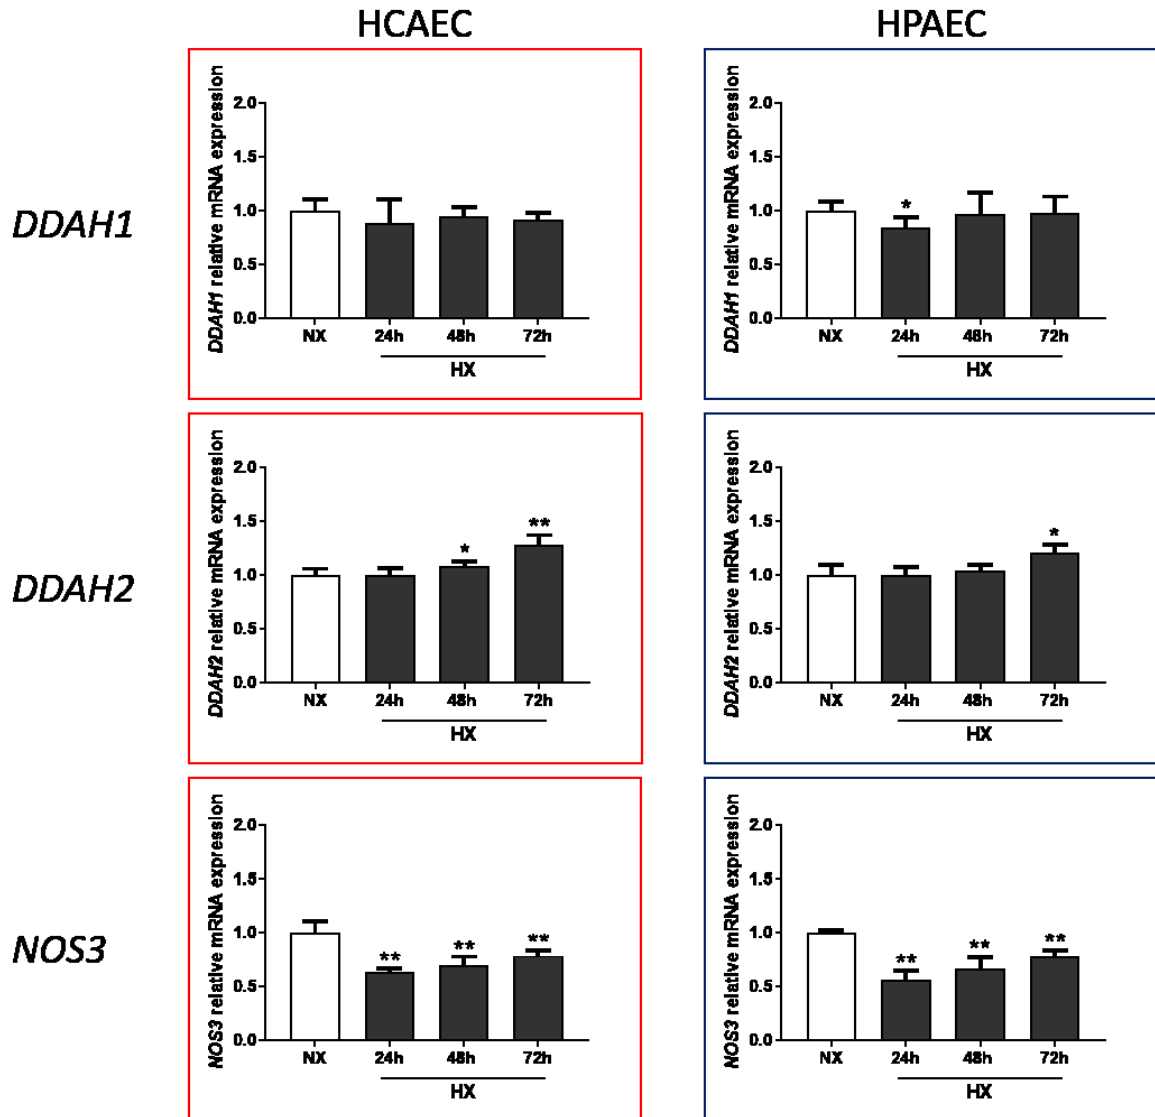 HCAEC
HPAEC
DDAH1
DDAH1 relative mRNA expression
2.0
1.5
1.0
0.5
0.0
NX
24h
48h
72h
HX
DDAH1 relative mRNA expression
2.0
1.5
1.0
0.5
0.0
*
NX
24h
48h
72h
HX
DDAH2
DDAH2 relative mRNA expression
2.0
1.5
1.0
0.5
0.0
*
**
NX
24h
48h
72h
HX
DDAH2 relative mRNA expression
2.0
1.5
1.0
0.5
0.0
*
NX
24h
48h
72h
HX
NOS3
NOS3 relative mRNA expression
2.0
1.5
1.0
0.5
0.0
**
**
**
NX
24h
48h
72h
HX
NOS3 relative mRNA expression
2.0
1.5
1.0
0.5
0.0
**
**
**
NX
24h
48h
72h
HX